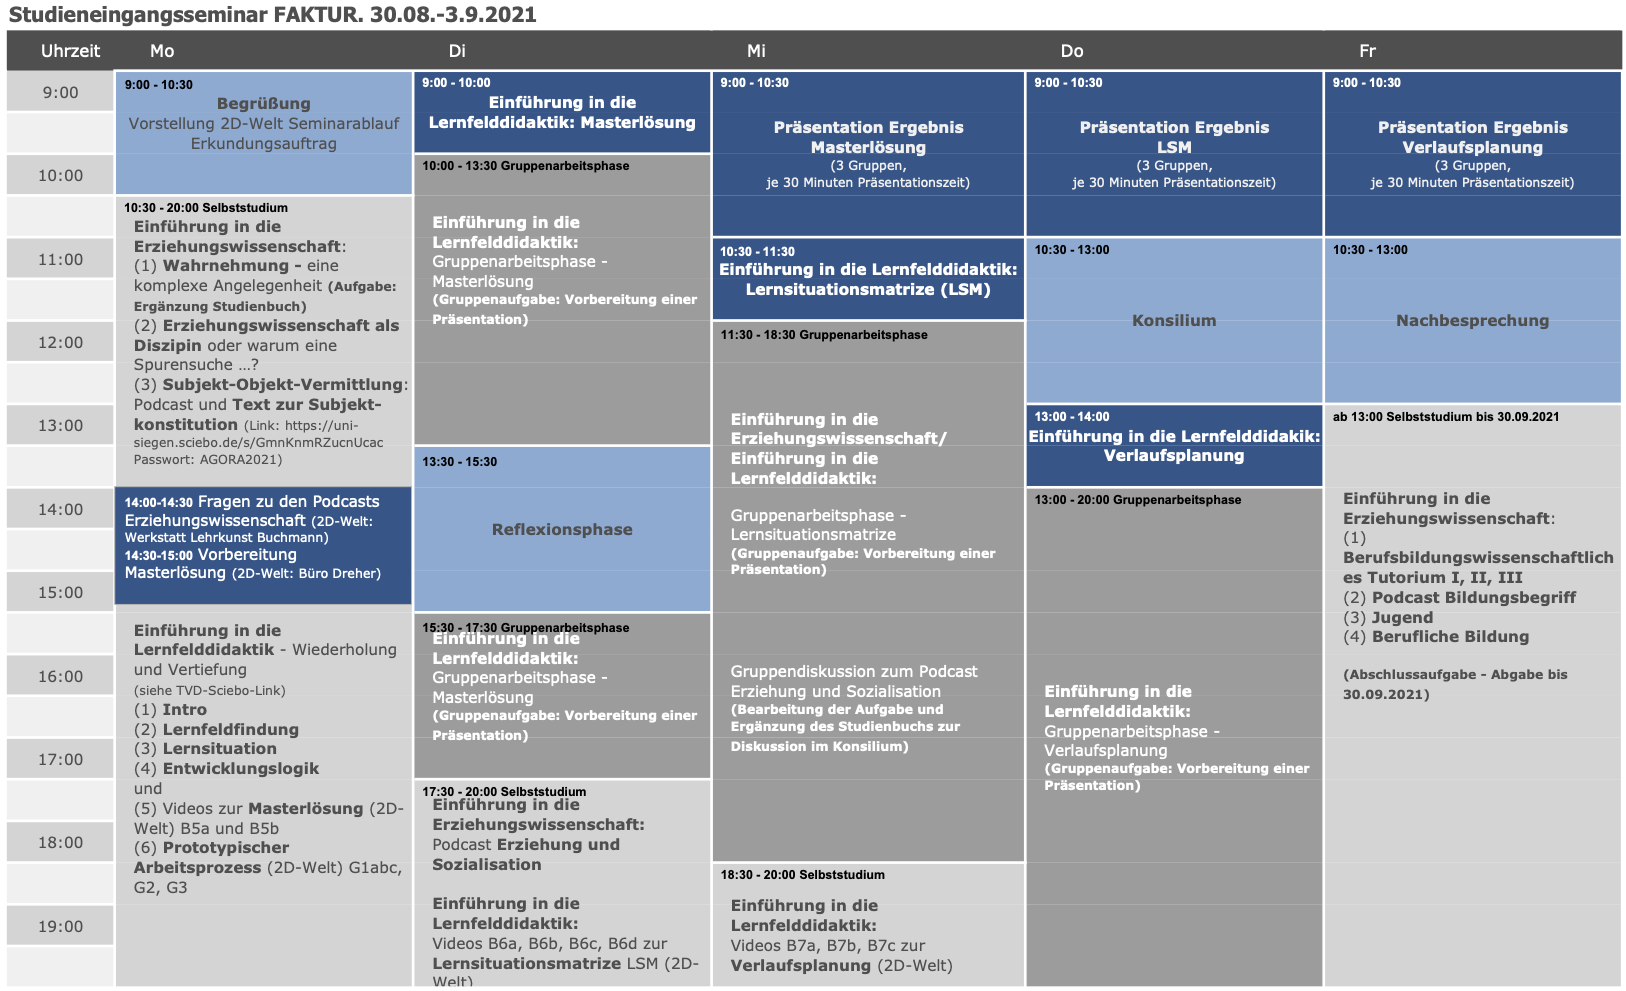 Studieneingangsseminar FAKTUR. 30.08.-3.9.2021
Uhrzeit
Mo
Di
Mi
Do
Fr
9:00
10:00
11:00
12:00
13:00
14:00
15:00
16:00
17:00
18:00
19:00
9:00 - 10:30
Begrüßung
Vorstellung 2D-Welt Seminarablauf
Erkundungsauftrag
10:30 - 20:00 Selbststudium
Einführung in die
Erziehungswissenschaft:
(1) Wahrnehmung - eine
komplexe Angelegenheit (Aufgabe:
Ergänzung Studienbuch)
(2) Erziehungswissenschaft als
Diszipin oder warum eine
Spurensuche ...?
(3) Subjekt-Objekt-Vermittlung:
Podcast und Text zur Subjekt-
konstitution (Link: https://uni-
siegen.sciebo.de/s/GmnKnmRZucnUcac
Passwort: AGORA2021)
14:00-14:30 Fragen zu den Podcasts
Erziehungswissenschaft (2D-Welt:
Werkstatt Lehrkunst Buchmann)
14:30-15:00 Vorbereitung
Masterlösung (2D-Welt: Büro Dreher)
Einführung in die
Lernfelddidaktik - Wiederholung
und Vertiefung
(siehe TVD-Sciebo-Link)
(1) Intro
(2) Lernfeldfindung
(3) Lernsituation
(4) Entwicklungslogik
und
(5) Videos zur Masterlösung (2D-
Welt) B5a und B5b
(6) Prototypischer
Arbeitsprozess (2D-Welt) G1abc,
G2, G3
9:00 - 10:00
Einführung in die
Lernfelddidaktik: Masterlösung
10:00 - 13:30 Gruppenarbeitsphase
Einführung in die
Lernfelddidaktik:
Gruppenarbeitsphase -
Masterlösung
(Gruppenaufgabe: Vorbereitung einer
Präsentation)
13:30 - 15:30
Reflexionsphase
15:30 - 17:30 Gruppenarbeitsphase
Einführung in die
Lernfelddidaktik:
Gruppenarbeitsphase -
Masterlösung
(Gruppenaufgabe: Vorbereitung einer
Präsentation)
17:30 - 20:00 Selbststudium
Einführung in die
Erziehungswissenschaft:
Podcast Erziehung und
Sozialisation
Einführung in die
Lernfelddidaktik:
Videos B6a, B6b, B6c, B6d zur
Lernsituationsmatrize LSM (2D-
Welt)
9:00 - 10:30
Präsentation Ergebnis
Masterlösung
(3 Gruppen,
je 30 Minuten Präsentationszeit)
10:30 - 11:30
Einführung in die Lernfelddidaktik:
Lernsituationsmatrize (LSM)
11:30 - 18:30 Gruppenarbeitsphase
Einführung in die
Erziehungswissenschaft/
Einführung in die
Lernfelddidaktik:
Gruppenarbeitsphase -
Lernsituationsmatrize
(Gruppenaufgabe: Vorbereitung einer
Präsentation)
Gruppendiskussion zum Podcast
Erziehung und Sozialisation
(Bearbeitung der Aufgabe und
Ergänzung des Studienbuchs zur
Diskussion im Konsilium)
18:30 - 20:00 Selbststudium
Einführung in die
Lernfelddidaktik:
Videos B7a, B7b, B7c zur
Verlaufsplanung (2D-Welt)
9:00 - 10:30
Präsentation Ergebnis
LSM
(3 Gruppen,
je 30 Minuten Präsentationszeit)
10:30 - 13:00
Konsilium
13:00 - 14:00
Einführung in die Lernfelddidakik:
Verlaufsplanung
13:00 - 20:00 Gruppenarbeitsphase
Einführung in die
Lernfelddidaktik:
Gruppenarbeitsphase -
Verlaufsplanung
(Gruppenaufgabe: Vorbereitung einer
Präsentation)
9:00 - 10:30
Präsentation Ergebnis
Verlaufsplanung
(3 Gruppen,
je 30 Minuten Präsentationszeit)
10:30 - 13:00
Nachbesprechung
ab 13:00 Selbststudium bis 30.09.2021
Einführung in die
Erziehungswissenschaft:
(1)
Berufsbildungswissenschaftlich
es Tutorium I, II, III
(2) Podcast Bildungsbegriff
(3) Jugend
(4) Berufliche Bildung
(Abschlussaufgabe - Abgabe bis
30.09.2021)